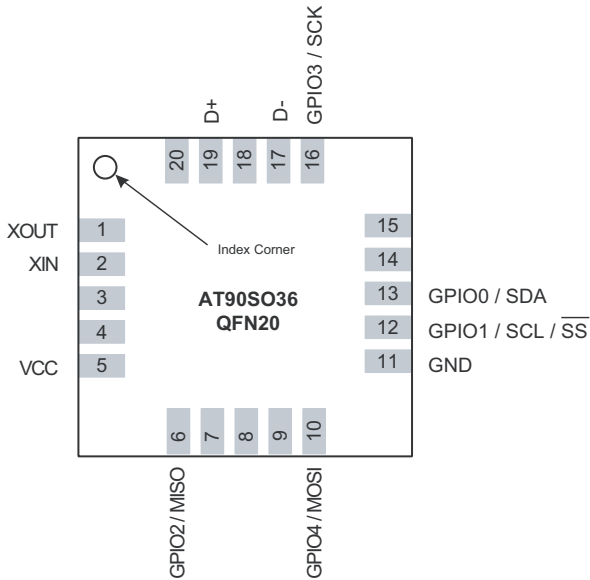 GPIO3 / SCK
D+
D-
20
19
18
17
16
XOUT 1
XIN 2
3
4
VCC 5
Index Corner
AT90SO36
QFN20
15
14
13 GPIO0 / SDA
12 GPIO1 / SCL / S̅S̅
11 GND
6
7
8
9
10
GPIO2 / MISO
GPIO4 / MOSI